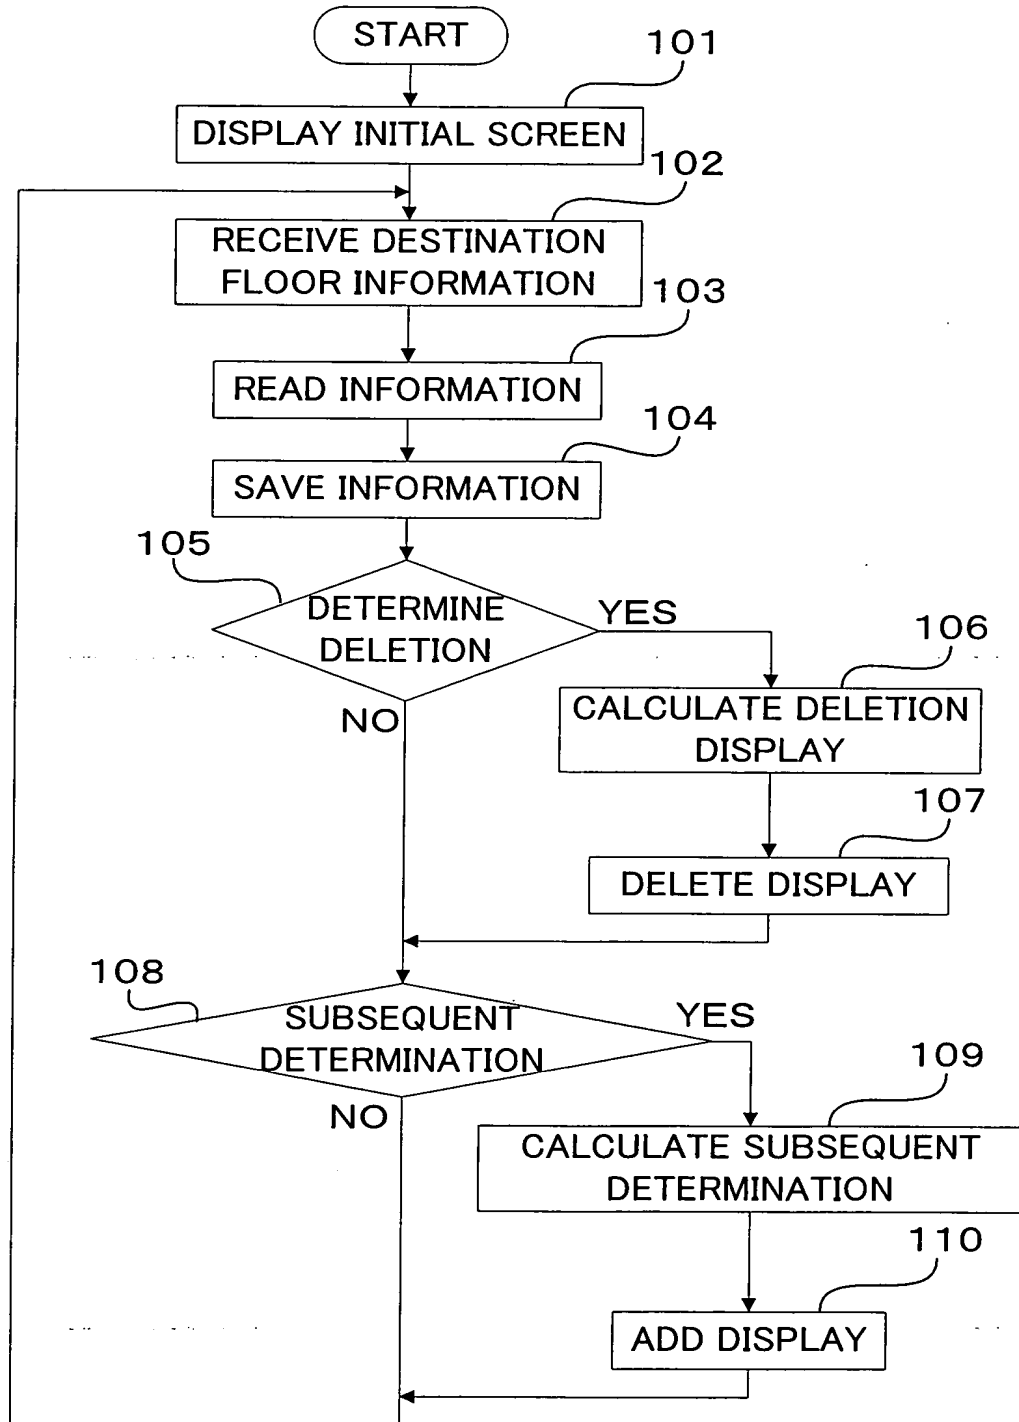 START
101
DISPLAY INITIAL SCREEN
102
RECEIVE DESTINATION
FLOOR INFORMATION
103
READ INFORMATION
104
SAVE INFORMATION
105
DETERMINE
DELETION
YES
NO
106
CALCULATE DELETION
DISPLAY
107
DELETE DISPLAY
108
SUBSEQUENT
DETERMINATION
YES
NO
109
CALCULATE SUBSEQUENT
DETERMINATION
110
ADD DISPLAY